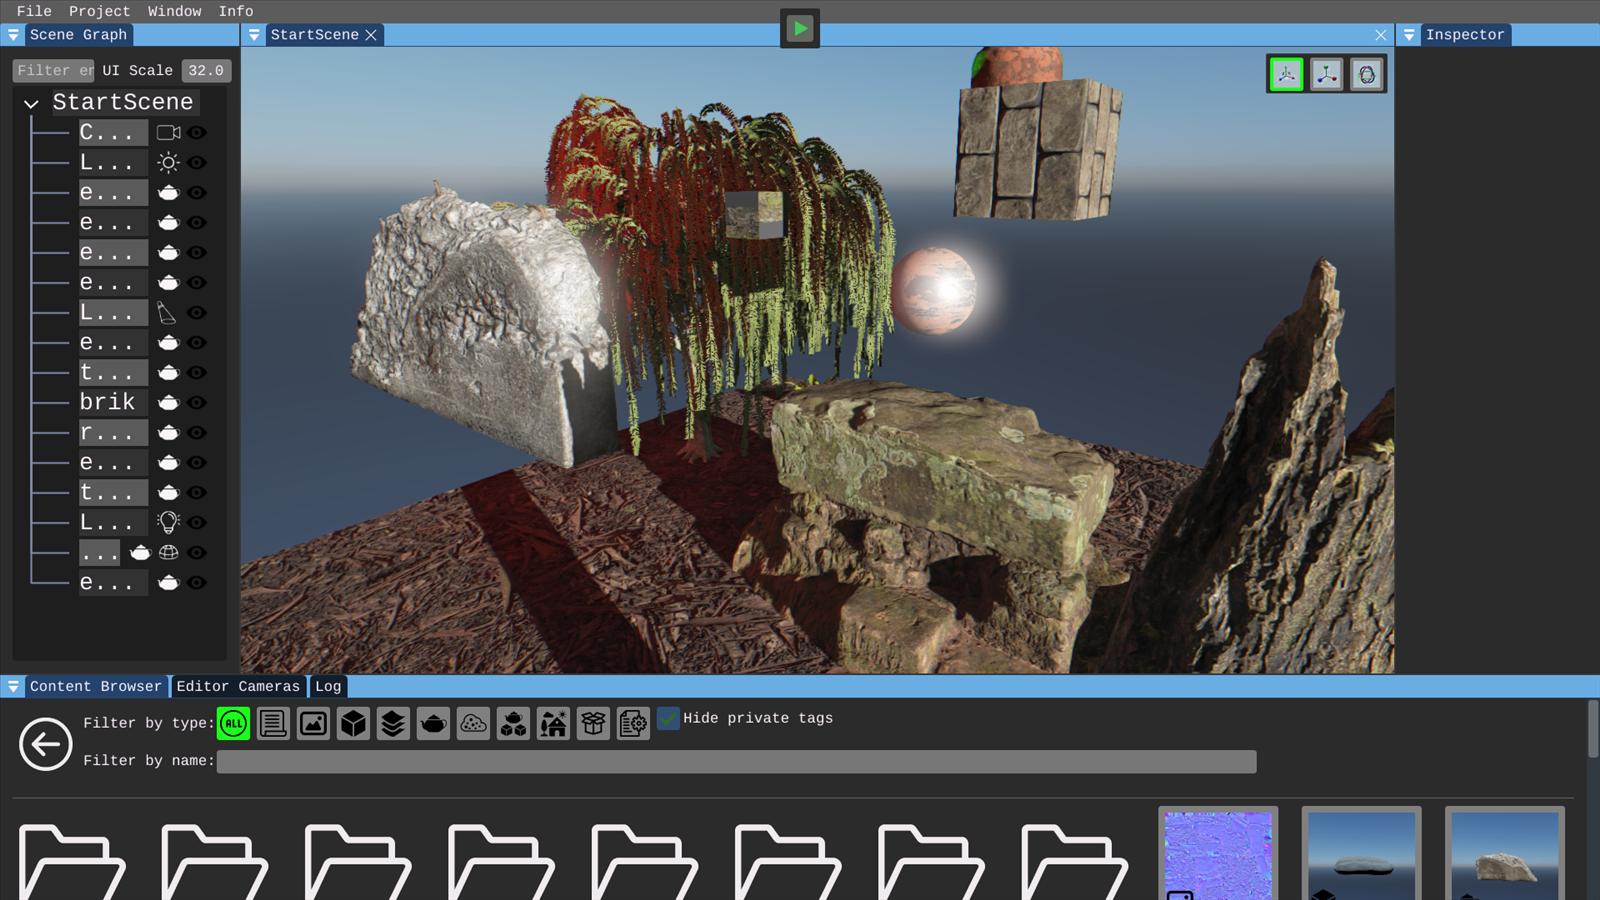 File Project Window Info
Scene Graph
StartScene
Inspector
Filter er UI Scale 32.0
StartScene
C...
L...
e...
e...
e...
e...
L...
e...
t...
brik
r...
e...
t...
L...
...
e...
Content Browser Editor Cameras Log
Filter by type: ALL Hide private tags
Filter by name: